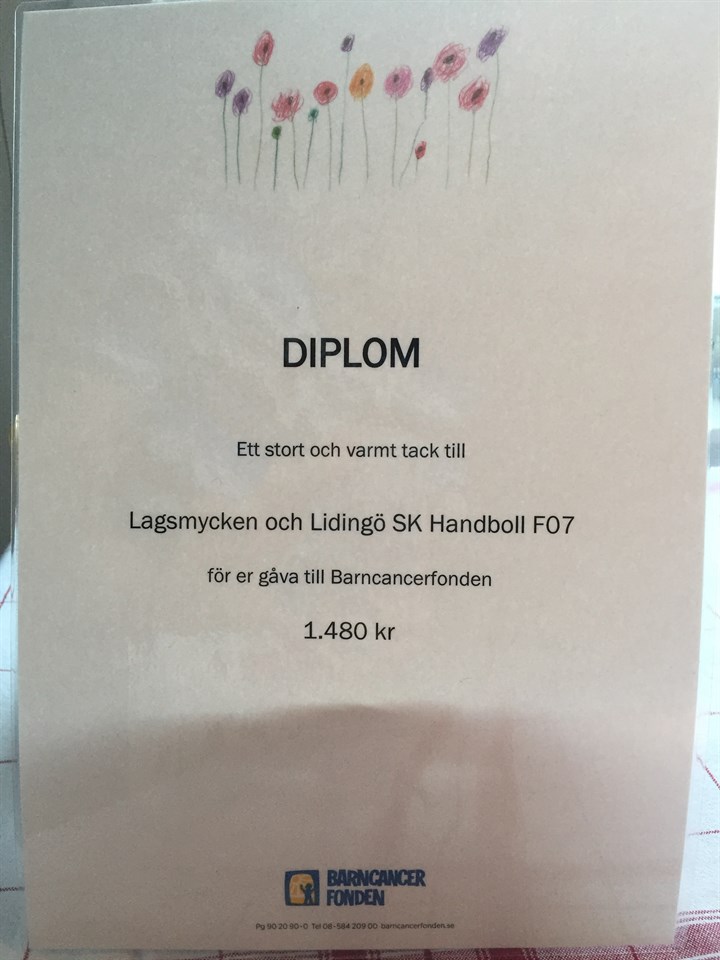 DIPLOM
Ett stort och varmt tack till
Lagsmycken och Lidingö SK Handboll F07
för er gåva till Barncancerfonden
1.480 kr
BARNCANCER
FONDEN
Pg 90 20 90-0 Tel 08-584 209 00 barncancerfonden.se